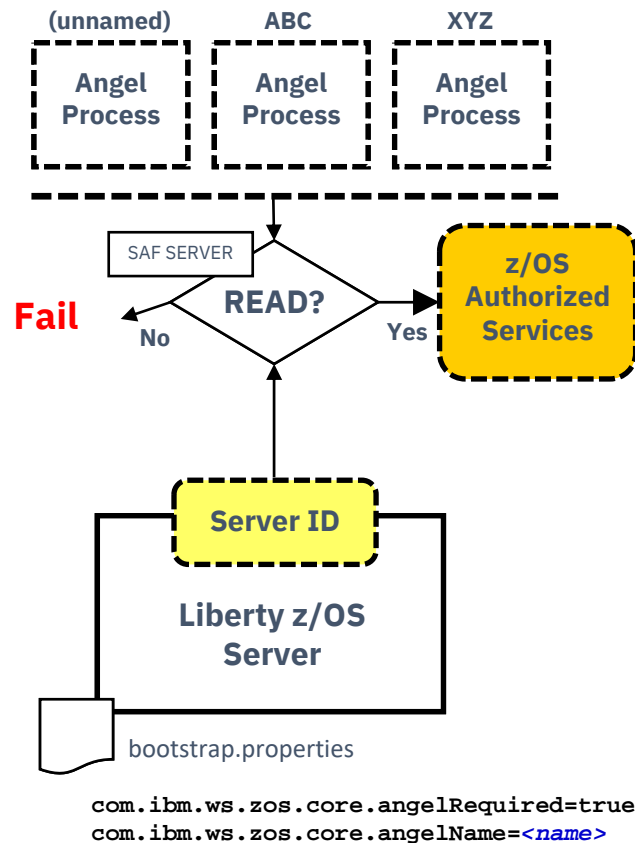 (unnamed)
ABC
XYZ
Angel
Process
Angel
Process
Angel
Process
SAF SERVER
READ?
Fail
No
Yes
z/OS
Authorized
Services
Server ID
Liberty z/OS
Server
bootstrap.properties
com.ibm.ws.zos.core.angelRequired=true
com.ibm.ws.zos.core.angelName=<name>